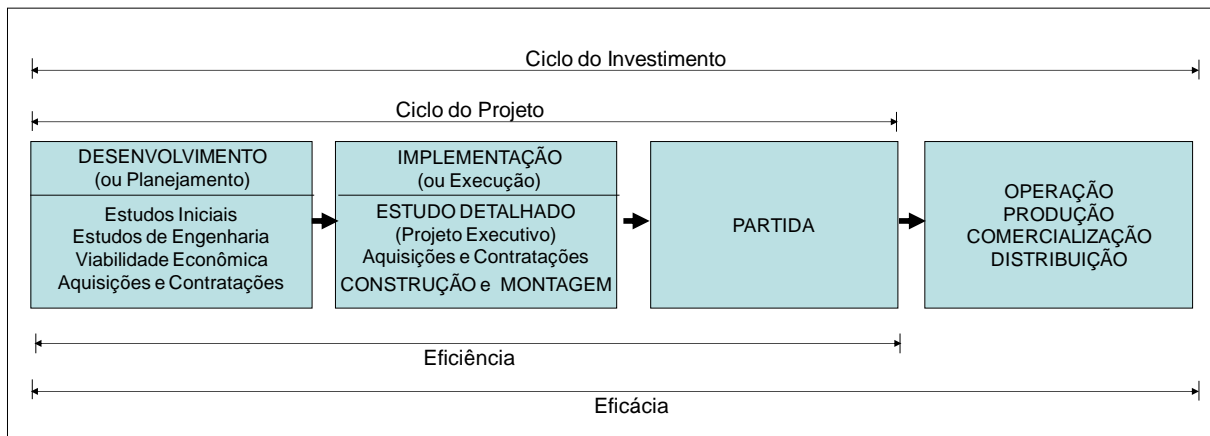 Ciclo do Investimento
Ciclo do Projeto
DESENVOLVIMENTO
(ou Planejamento)
Estudos Iniciais
Estudos de Engenharia
Viabilidade Econômica
Aquisições e Contratações
IMPLEMENTAÇÃO
(ou Execução)
ESTUDO DETALHADO
(Projeto Executivo)
Aquisições e Contratações
CONSTRUÇÃO e MONTAGEM
PARTIDA
OPERAÇÃO
PRODUÇÃO
COMERCIALIZAÇÃO
DISTRIBUIÇÃO
Eficiência
Eficácia